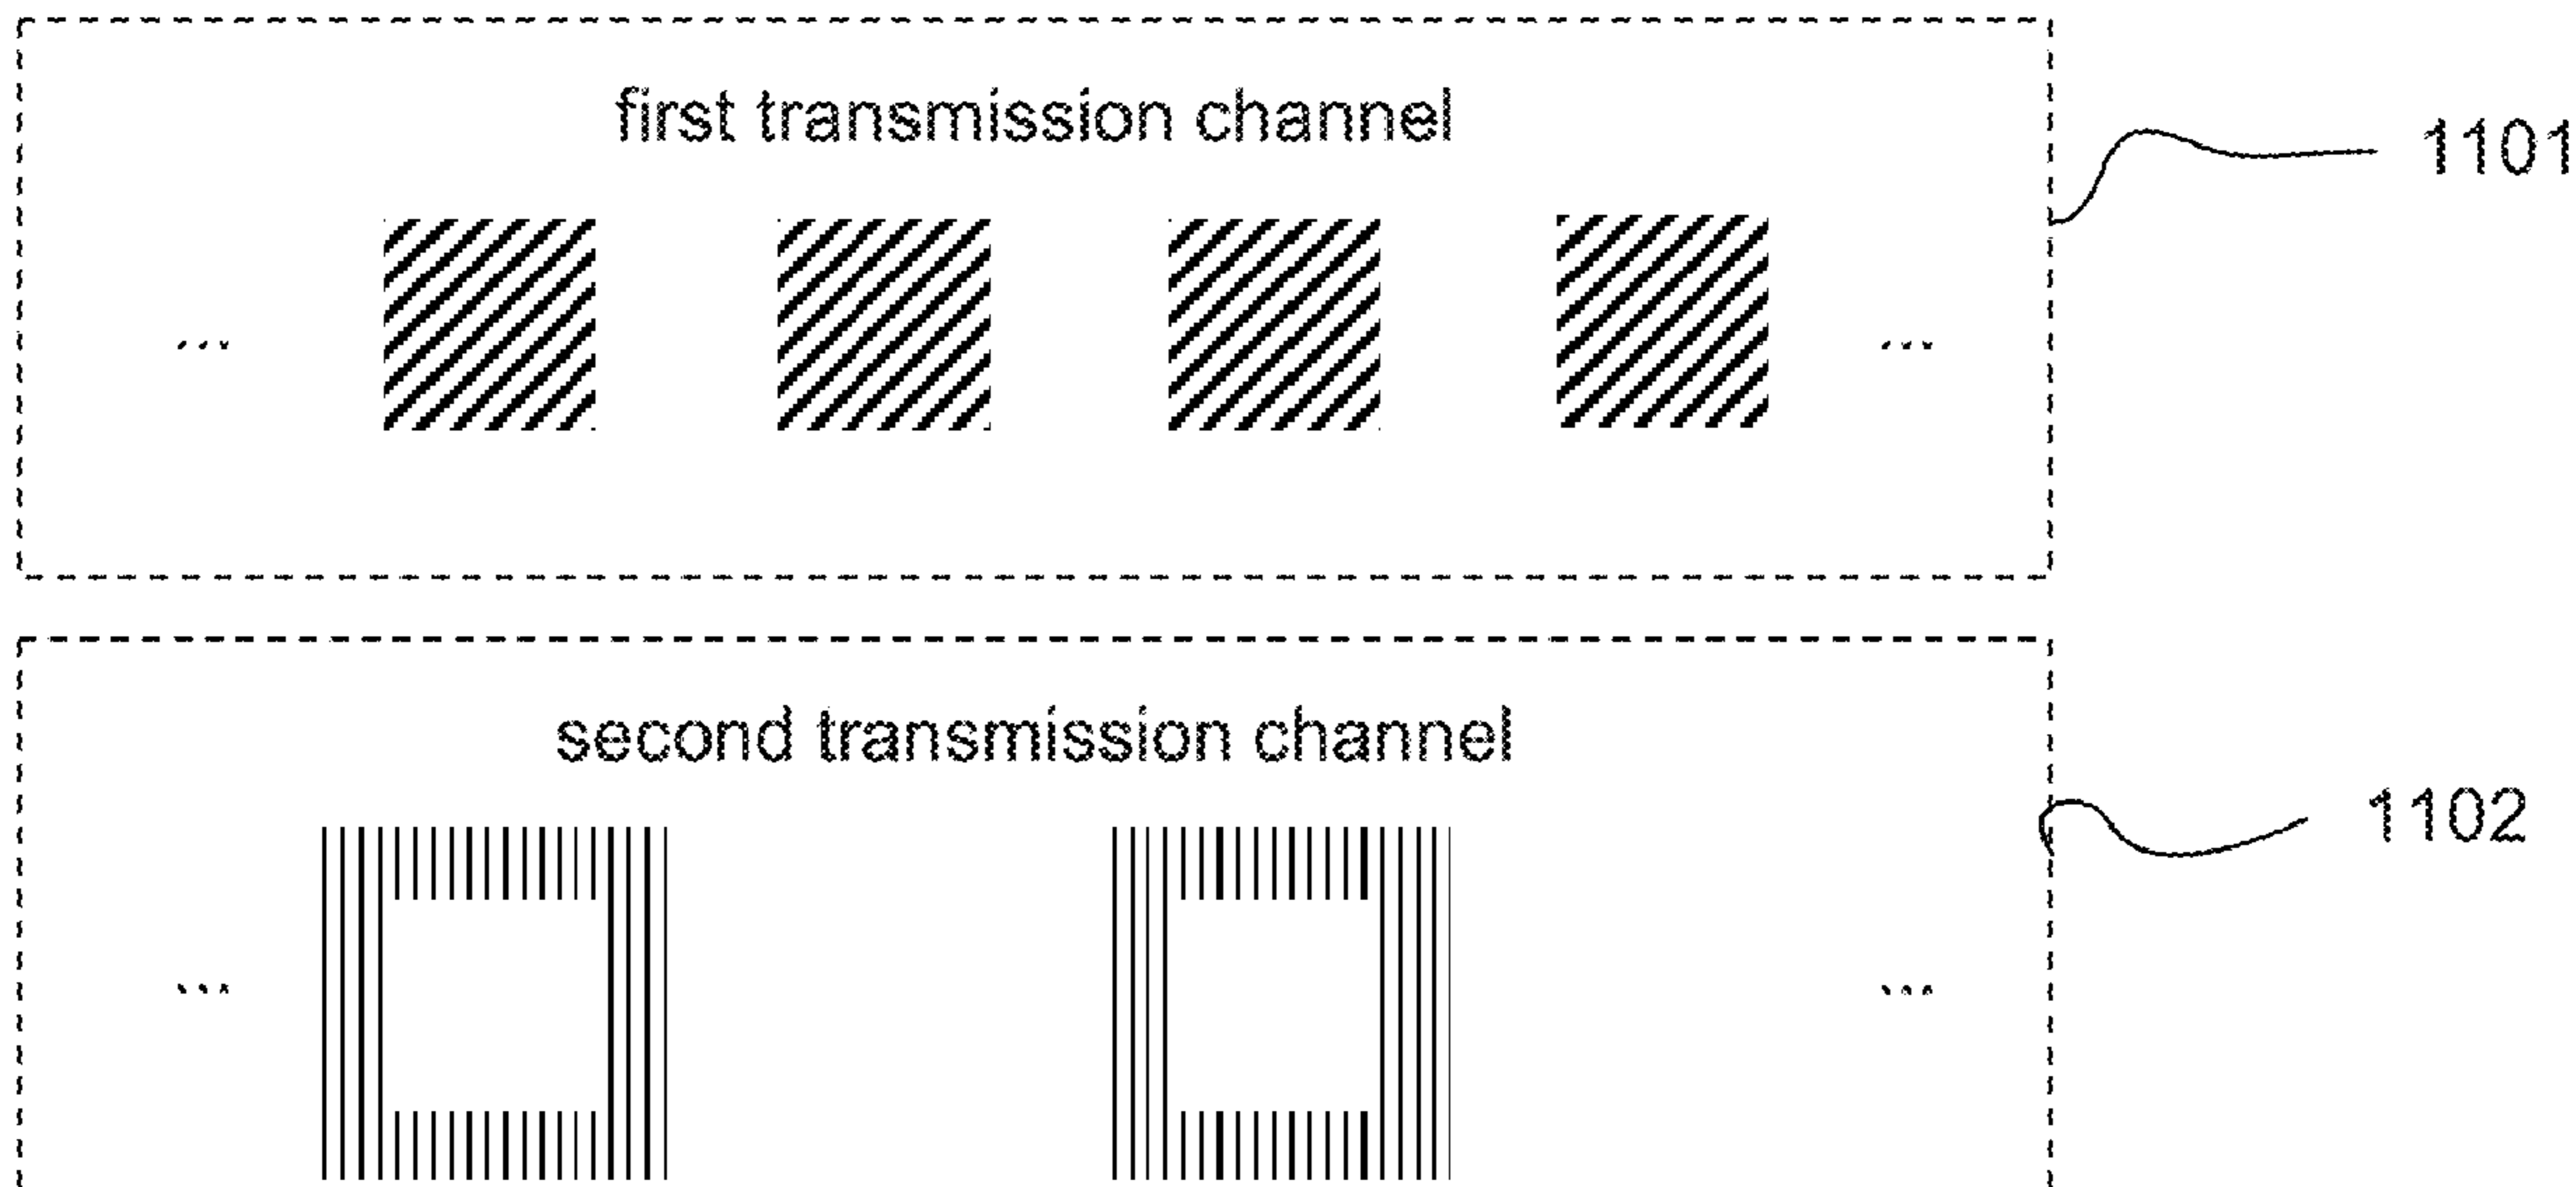 first transmission channel
1101
... ...
second transmission channel
1102
... ...